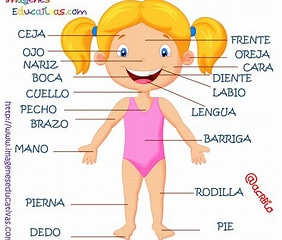 Imágenes
Educativas.com
CEJA
OJO
NARIZ
BOCA
CUELLO
PECHO
BRAZO
MANO
PIERNA
DEDO
FRENTE
OREJA
CARA
DIENTE
LABIO
LENGUA
BARRIGA
RODILLA
PIE
http://www.imageneseducativas.com